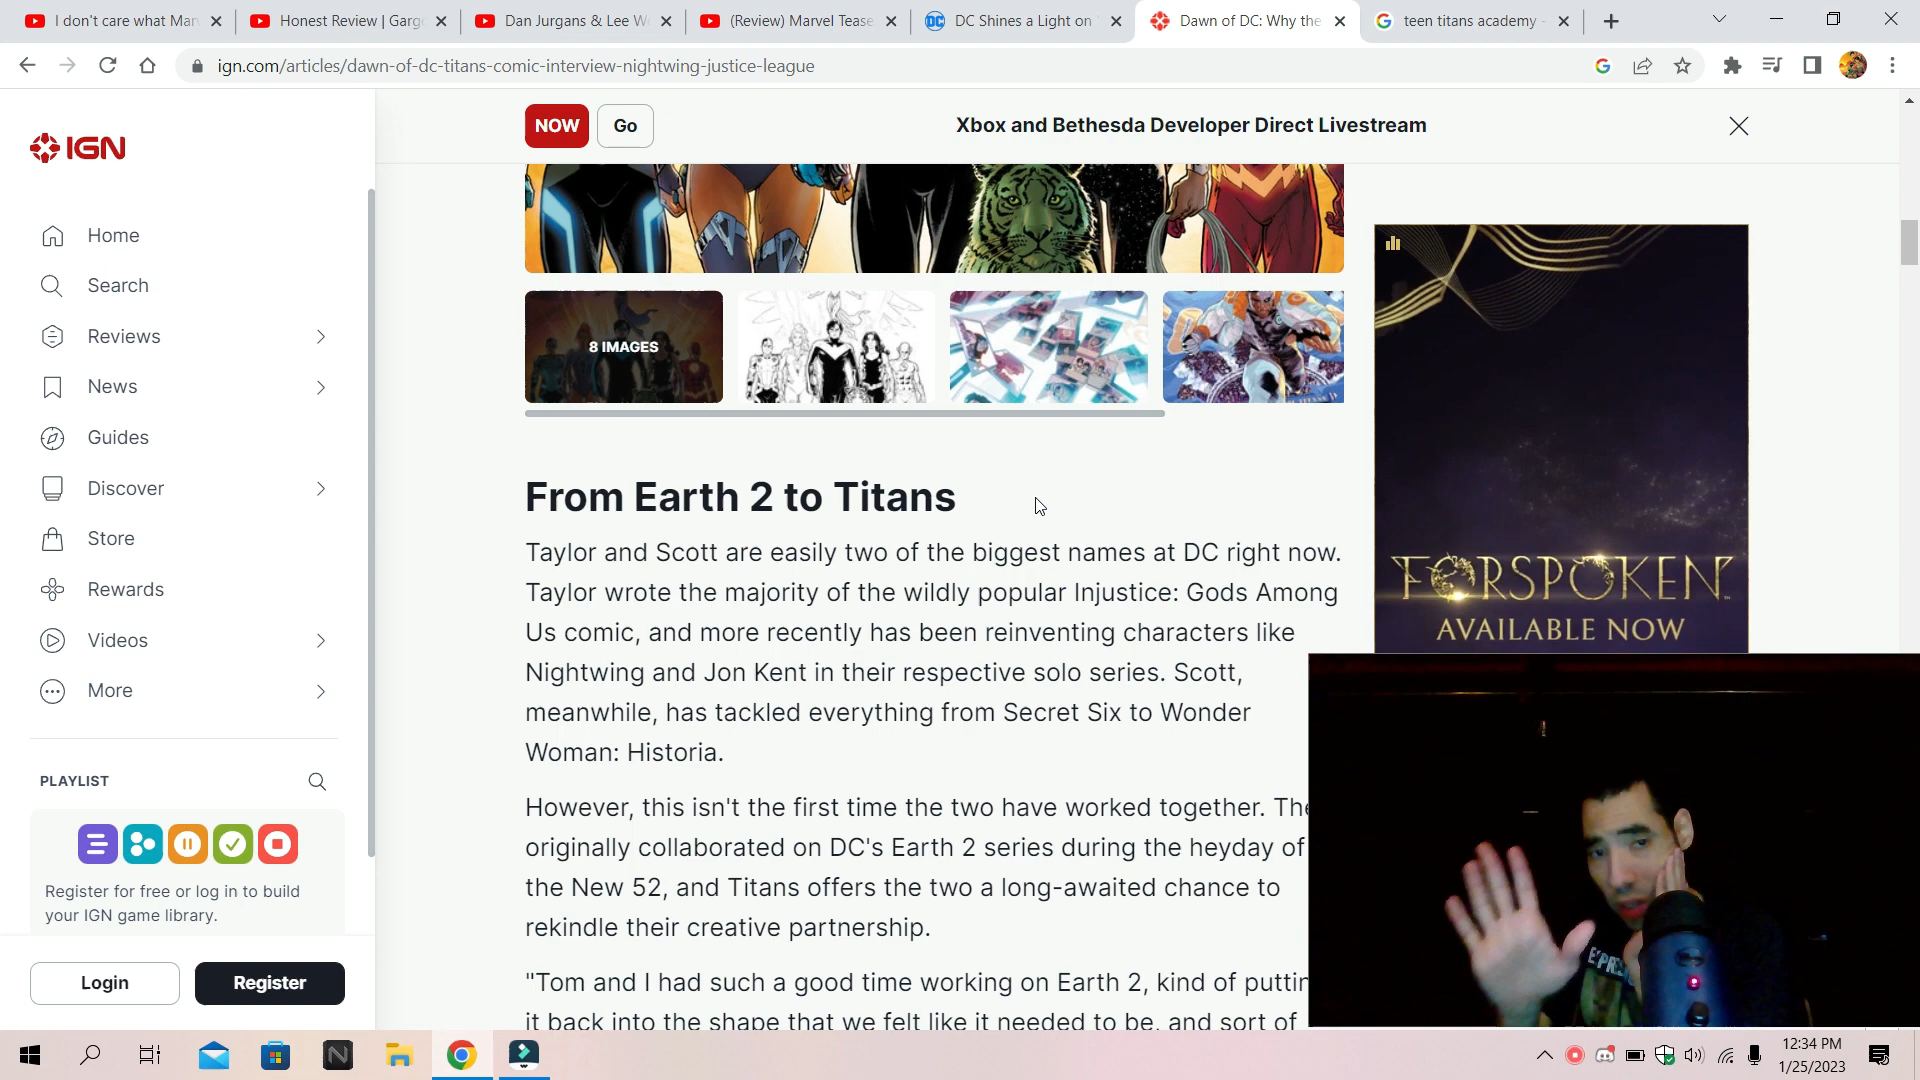 I don't care what Mar
Honest Review | Garg
Dan Jurgans & Lee W
(Review) Marvel Tease
DC Shines a Light on
Dawn of DC: Why the
teen titans academy -
ign.com/articles/dawn-of-dc-titans-comic-interview-nightwing-justice-league
IGN
NOW
Go
Xbox and Bethesda Developer Direct Livestream
Home
Search
Reviews
News
Guides
Discover
Store
Rewards
Videos
More
PLAYLIST
Register for free or log in to build
your IGN game library.
Login
Register
8 IMAGES
From Earth 2 to Titans
Taylor and Scott are easily two of the biggest names at DC right now.
Taylor wrote the majority of the wildly popular Injustice: Gods Among
Us comic, and more recently has been reinventing characters like
Nightwing and Jon Kent in their respective solo series. Scott,
meanwhile, has tackled everything from Secret Six to Wonder
Woman: Historia.
However, this isn't the first time the two have worked together. The
originally collaborated on DC's Earth 2 series during the heyday of
the New 52, and Titans offers the two a long-awaited chance to
rekindle their creative partnership.
"Tom and I had such a good time working on Earth 2, kind of puttin
it back into the shape that we felt like it needed to be, and sort of
FORSPOKEN
AVAILABLE NOW
12:34 PM
1/25/2023